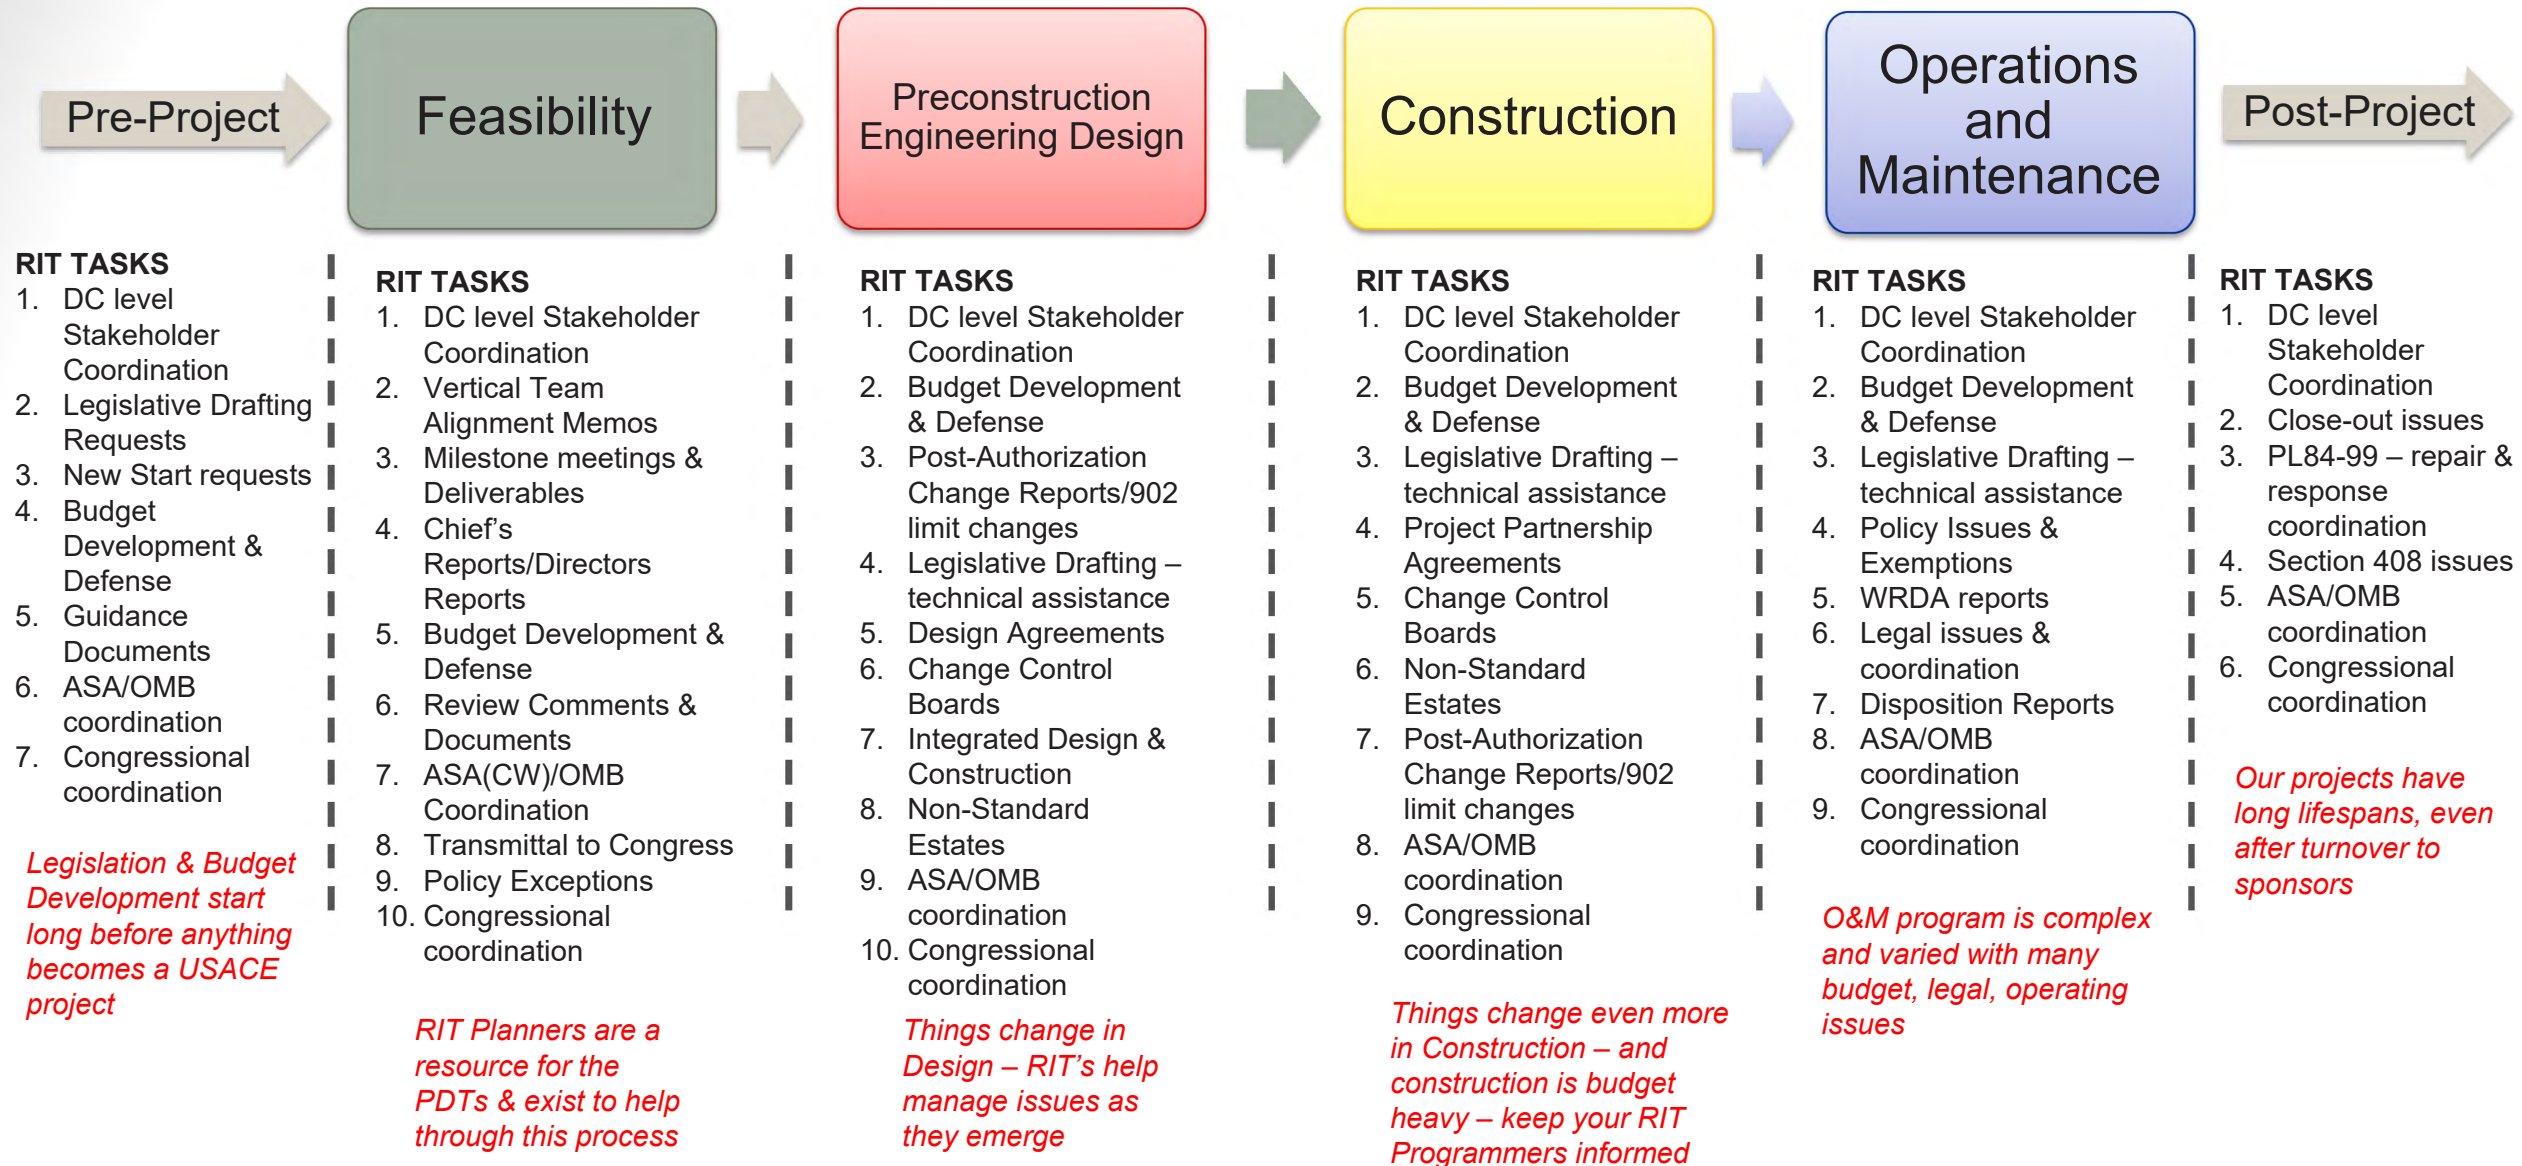 Pre-Project
Feasibility
Preconstruction
Engineering Design
Construction
Operations
and
Maintenance
Post-Project
RIT TASKS
1. DC level
Stakeholder
Coordination
2. Legislative Drafting
Requests
3. New Start requests
4. Budget
Development &
Defense
5. Guidance
Documents
6. ASA/OMB
coordination
7. Congressional
coordination
Legislation & Budget
Development start
long before anything
becomes a USACE
project
RIT TASKS
1. DC level Stakeholder
Coordination
2. Vertical Team
Alignment Memos
3. Milestone meetings &
Deliverables
4. Chief’s
Reports/Directors
Reports
5. Budget Development &
Defense
6. Review Comments &
Documents
7. ASA(CW)/OMB
Coordination
8. Transmittal to Congress
9. Policy Exceptions
10. Congressional
coordination
RIT Planners are a
resource for the
PDTs & exist to help
through this process
RIT TASKS
1. DC level Stakeholder
Coordination
2. Budget Development
& Defense
3. Post-Authorization
Change Reports/902
limit changes
4. Legislative Drafting –
technical assistance
5. Design Agreements
6. Change Control
Boards
7. Integrated Design &
Construction
8. Non-Standard
Estates
9. ASA/OMB
coordination
10. Congressional
coordination
Things change in
Design – RIT’s help
manage issues as
they emerge
RIT TASKS
1. DC level Stakeholder
Coordination
2. Budget Development
& Defense
3. Legislative Drafting –
technical assistance
4. Project Partnership
Agreements
5. Change Control
Boards
6. Non-Standard
Estates
7. Post-Authorization
Change Reports/902
limit changes
8. ASA/OMB
coordination
9. Congressional
coordination
Things change even more
in Construction – and
construction is budget
heavy – keep your RIT
Programmers informed
RIT TASKS
1. DC level Stakeholder
Coordination
2. Budget Development
& Defense
3. Legislative Drafting –
technical assistance
4. Policy Issues &
Exemptions
5. WRDA reports
6. Legal issues &
coordination
7. Disposition Reports
8. ASA/OMB
coordination
9. Congressional
coordination
O&M program is complex
and varied with many
budget, legal, operating
issues
RIT TASKS
1. DC level
Stakeholder
Coordination
2. Close-out issues
3. PL84-99 – repair &
response
coordination
4. Section 408 issues
5. ASA/OMB
coordination
6. Congressional
coordination
Our projects have
long lifespans, even
after turnover to
sponsors